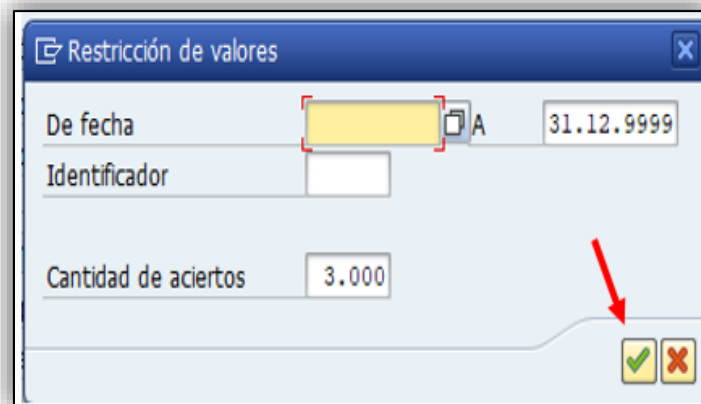 Restricción de valores
De fecha A 31.12.9999
Identificador
Cantidad de aciertos 3.000